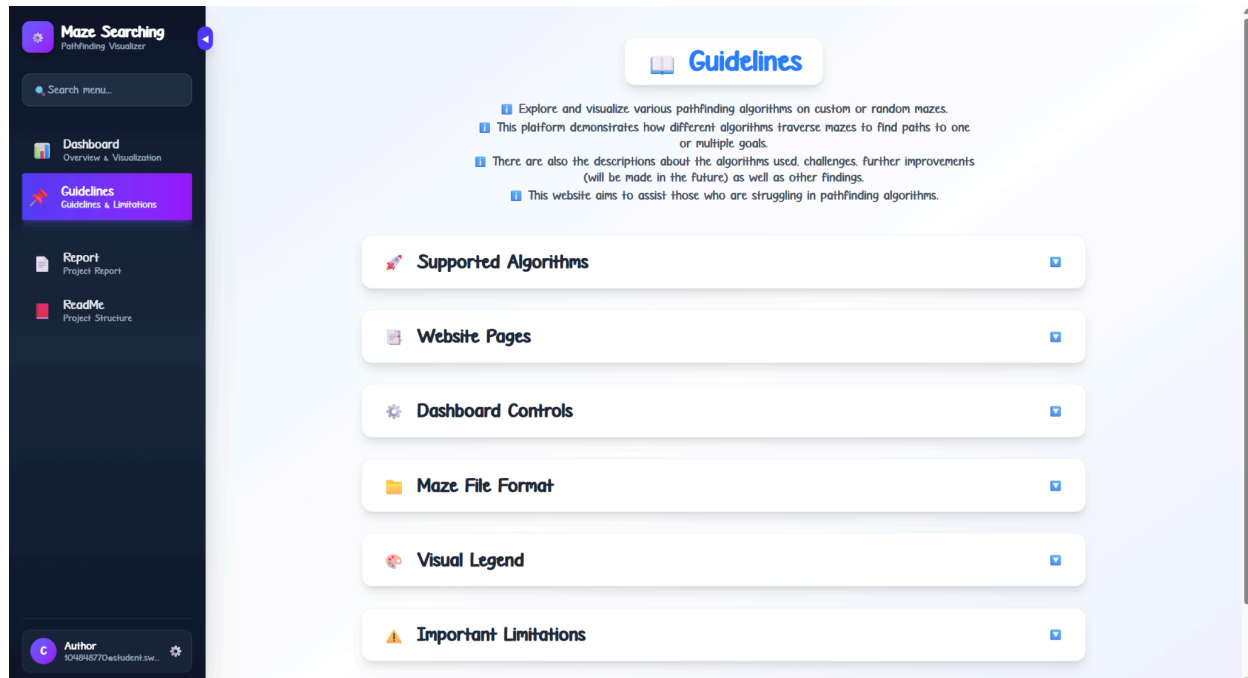 Maze Searching
Pathfinding Visualizer
Search menu...
Dashboard
Overview & Visualization
Guidelines
Guidelines & Limitations
Report
Project Report
ReadMe
Project Structure
C
Author
104848770@student.sw...
Guidelines
Explore and visualize various pathfinding algorithms on custom or random mazes.
This platform demonstrates how different algorithms traverse mazes to find paths to one
or multiple goals.
There are also the descriptions about the algorithms used, challenges, further improvements
(will be made in the future) as well as other findings.
This website aims to assist those who are struggling in pathfinding algorithms.
Supported Algorithms
Website Pages
Dashboard Controls
Maze File Format
Visual Legend
Important Limitations